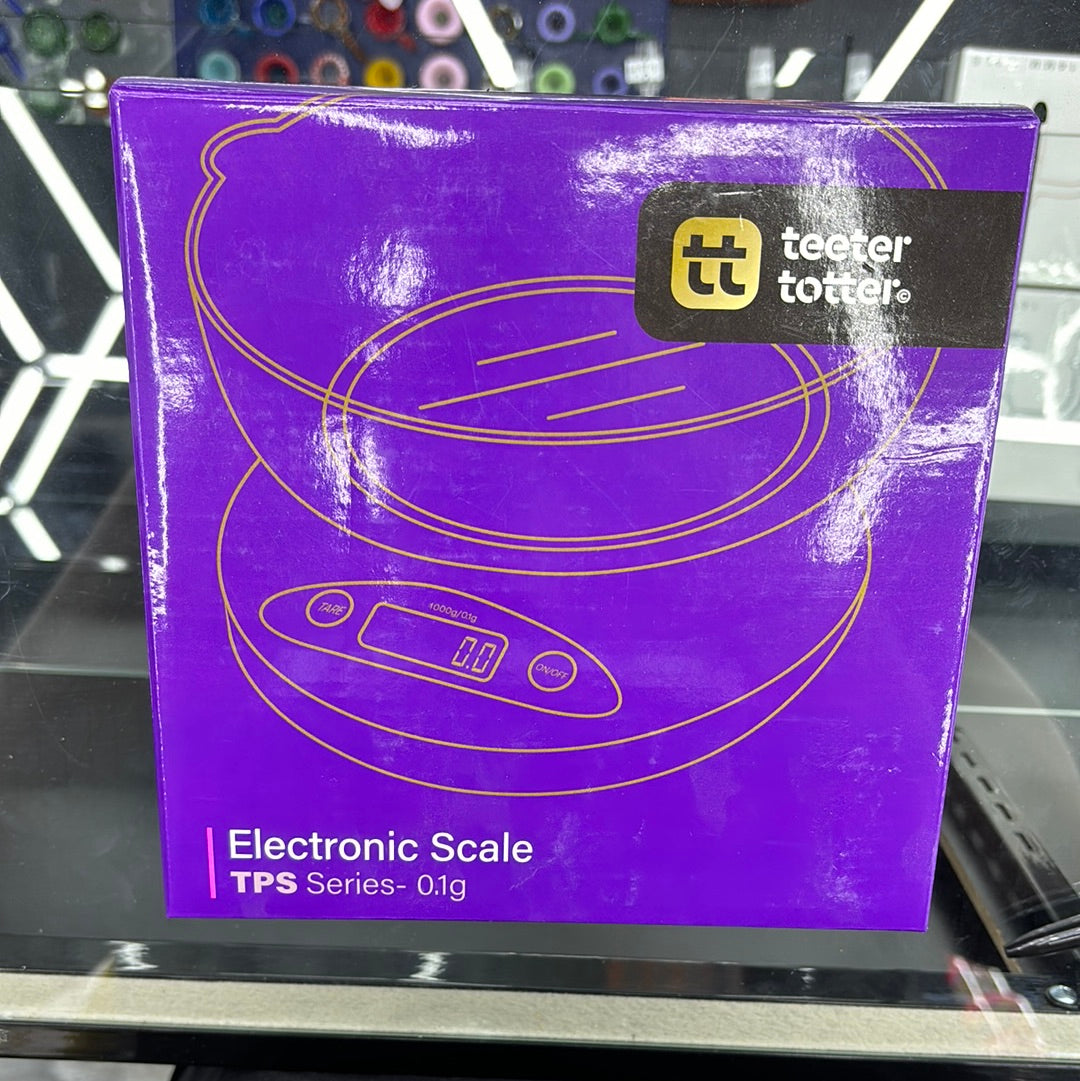 teeter
totter©
TARE
1000g/0.1g
0.0
ON/OFF
Electronic Scale
TPS Series- 0.1g